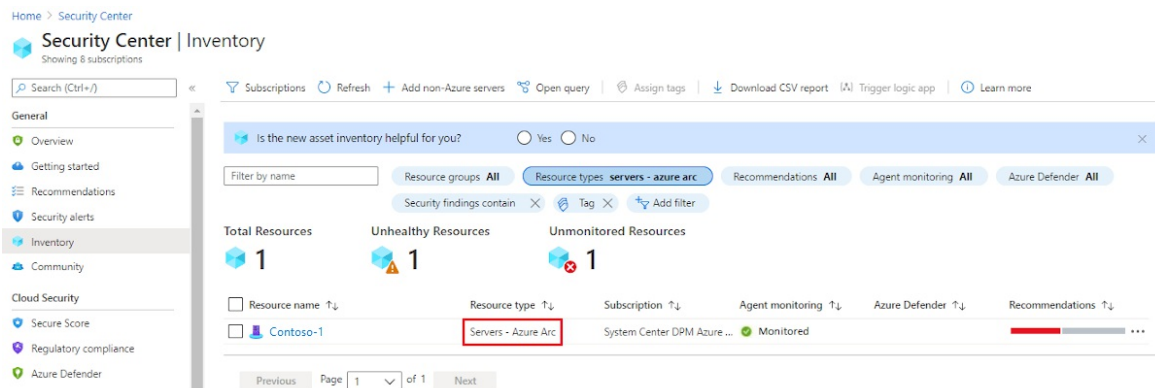 Home > Security Center
Security Center | Inventory
Showing 8 subscriptions
Search (Ctrl+/)
«
Subscriptions Refresh Add non-Azure servers Open query Assign tags Download CSV report Trigger logic app Learn more
General
Overview
Getting started
Recommendations
Security alerts
Inventory
Community
Cloud Security
Secure Score
Regulatory compliance
Azure Defender
Is the new asset inventory helpful for you? Yes No
Filter by name Resource groups All Resource types servers - azure arc Recommendations All Agent monitoring All Azure Defender All
Security findings contain Tag Add filter
Total Resources Unhealthy Resources Unmonitored Resources
1 1 1
Resource name Resource type Subscription Agent monitoring Azure Defender Recommendations
Contoso-1 Servers - Azure Arc System Center DPM Azure ... Monitored ...
Previous Page 1 of 1 Next